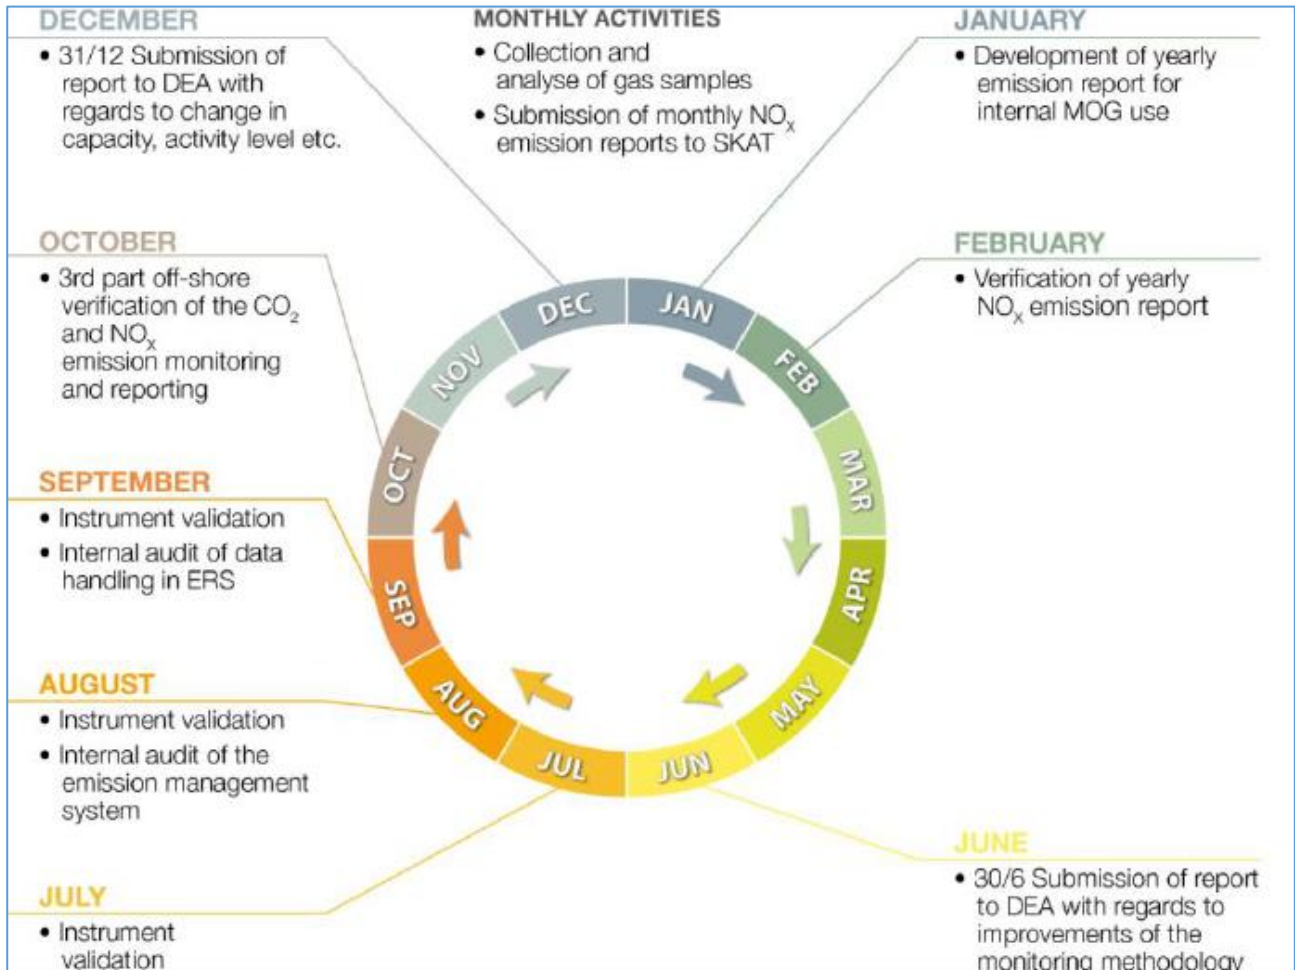 DECEMBER
• 31/12 Submission of
report to DEA with
regards to change in
capacity, activity level etc.
MONTHLY ACTIVITIES
• Collection and
analyse of gas samples
• Submission of monthly NOx
emission reports to SKAT
JANUARY
• Development of yearly
emission report for
internal MOG use
OCTOBER
• 3rd part off-shore
verification of the CO2
and NOx
emission monitoring
and reporting
FEBRUARY
• Verification of yearly
NOx emission report
SEPTEMBER
• Instrument validation
• Internal audit of data
handling in ERS
AUGUST
• Instrument validation
• Internal audit of the
emission management
system
JULY
• Instrument
validation
JUNE
• 30/6 Submission of report
to DEA with regards to
improvements of the
monitoring methodology
JAN
FEB
MAR
APR
MAY
JUN
JUL
AUG
SEP
OCT
NOV
DEC